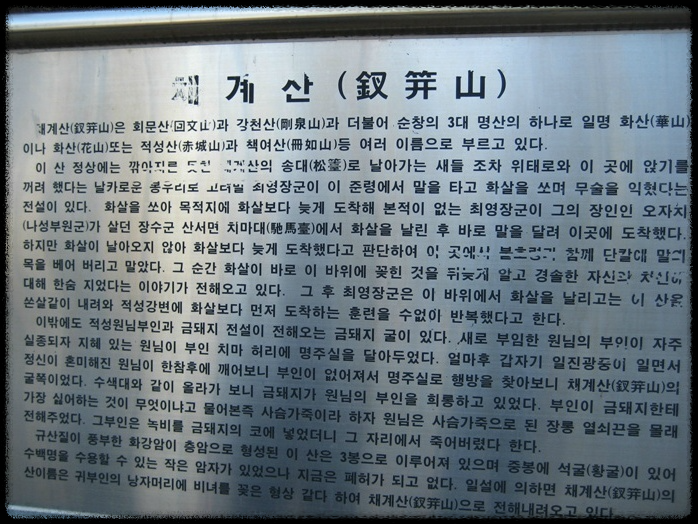 채계산 (釵笄山)
채계산(釵笄山)은 회문산(回文山)과 강천산(剛泉山)과 더불어 순창의 3대 명산의 하나로 일명 화산(華山)
이나 화산(花山)또는 적성산(赤城山)과 책여산(冊如山)등 여러 이름으로 부르고 있다.
이 산 정상에는 깎아지른 듯한 채계산의 송대(松臺)로 날아가는 새들 조차 위태로와 이 곳에 앉기를
꺼려 했다는 날카로운 봉우리로 고려말 최영장군이 이 준령에서 말을 타고 화살을 쏘며 무술을 익혔다는
전설이 있다. 화살을 쏘아 목적지에 화살보다 늦게 도착해 본적이 없는 최영장군이 그의 장인인 오자치
(나성부원군)가 살던 장수군 산서면 치마대(馳馬臺)에서 화살을 날린 후 바로 말을 달려 이곳에 도착했다.
하지만 화살이 날아오지 않아 화살보다 늦게 도착했다고 판단하여 이 곳에서 불호령과 함께 단칼에 말의
목을 베어 버리고 말았다. 그 순간 화살이 바로 이 바위에 꽂힌 것을 뒤늦게 알고 경솔한 자신과
대해 한숨 지었다는 이야기가 전해오고 있다. 그 후 최영장군은 이 바위에서 화살을 날리고는 이 산을
쏜살같이 내려와 적성강변에 화살보다 먼저 도착하는 훈련을 수없이 반복했다고 한다.
이밖에도 적성원님부인과 금돼지 전설이 전해오는 금돼지 굴이 있다. 새로 부임한 원님의 부인이 자주
실종되자 지혜 있는 원님이 부인 치마 허리에 명주실을 달아두었다. 얼마후 갑자기 일진광풍이 일면서
정신이 혼미해진 원님이 한참후에 깨어보니 부인이 없어져서 명주실로 행방을 찾아보니 채계산(釵笄山)의
굴쪽이었다. 수색대와 같이 올라가 보니 금돼지가 원님의 부인을 희롱하고 있었다. 부인이 금돼지한테
가장 싫어하는 것이 무엇이냐고 물어본즉 사슴가죽이라 하자 원님은 사슴가죽으로 된 장롱 열쇠끈을 몰래
전해주었다. 그부인은 녹비를 금돼지의 코에 넣었더니 그 자리에서 죽어버렸다 한다.
규산질이 풍부한 화강암이 층암으로 형성된 이 산은 3봉으로 이루어져 있으며 중봉에 석굴(황굴)이 있어
수백명을 수용할 수 있는 작은 암자가 있었으나 지금은 폐허가 되고 없다. 일설에 의하면 채계산(釵笄山)의
산이름은 귀부인의 낭자머리에 비녀를 꽂은 형상 같다 하여 채계산(釵笄山)으로 전해내려오고 있다.